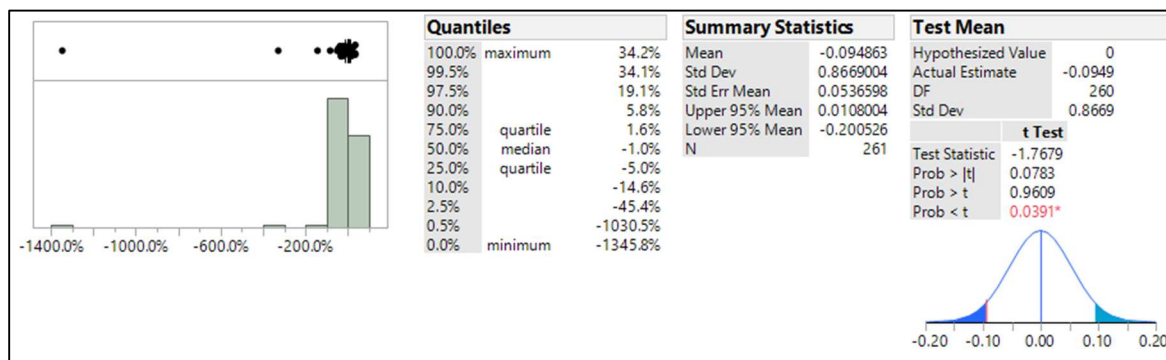 -1400.0% -1000.0% -600.0% -200.0%
Quantiles
100.0% maximum 34.2%
99.5% 34.1%
97.5% 19.1%
90.0% 5.8%
75.0% quartile 1.6%
50.0% median -1.0%
25.0% quartile -5.0%
10.0% -14.6%
2.5% -45.4%
0.5% -1030.5%
0.0% minimum -1345.8%
Summary Statistics
Mean -0.094863
Std Dev 0.8669004
Std Err Mean 0.0536598
Upper 95% Mean 0.0108004
Lower 95% Mean -0.200526
N 261
Test Mean
Hypothesized Value 0
Actual Estimate -0.0949
DF 260
Std Dev 0.8669
t Test
Test Statistic -1.7679
Prob > |t| 0.0783
Prob > t 0.9609
Prob < t 0.0391*
-0.20 -0.10 0.00 0.10 0.20